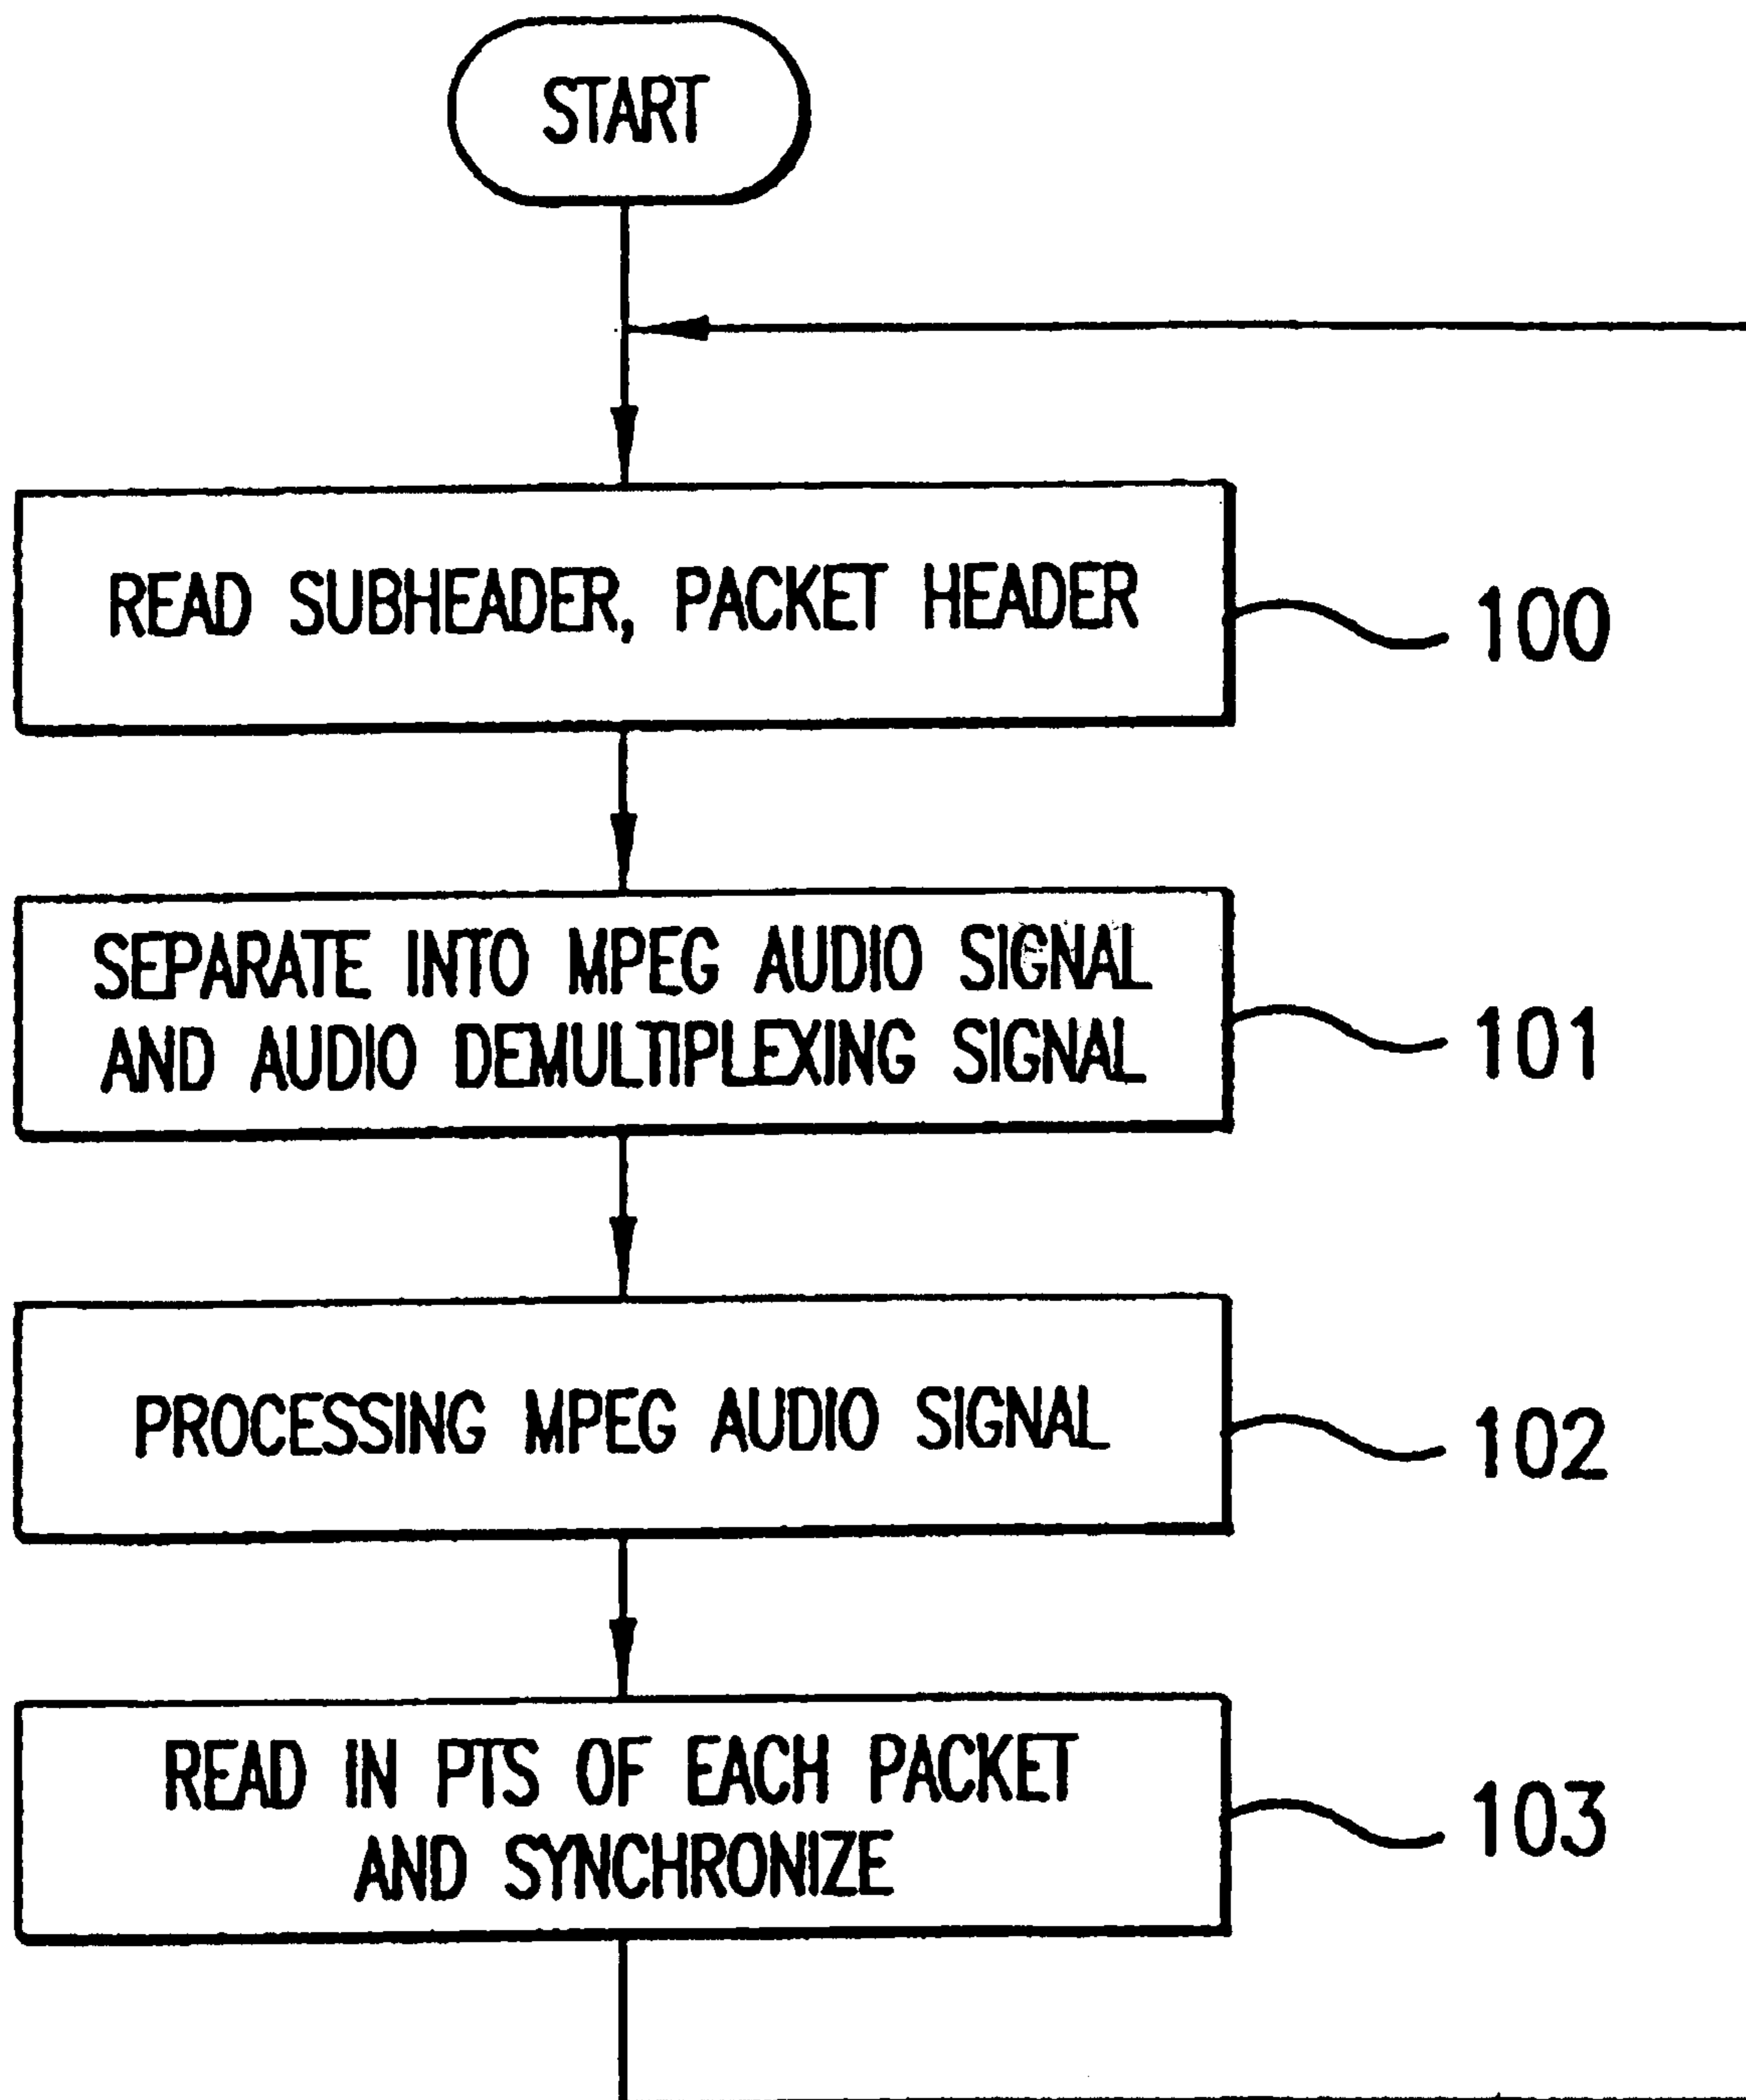 START
READ SUBHEADER, PACKET HEADER
100
SEPARATE INTO MPEG AUDIO SIGNAL
AND AUDIO DEMULTIPLEXING SIGNAL
101
PROCESSING MPEG AUDIO SIGNAL
102
READ IN PTS OF EACH PACKET
AND SYNCHRONIZE
103